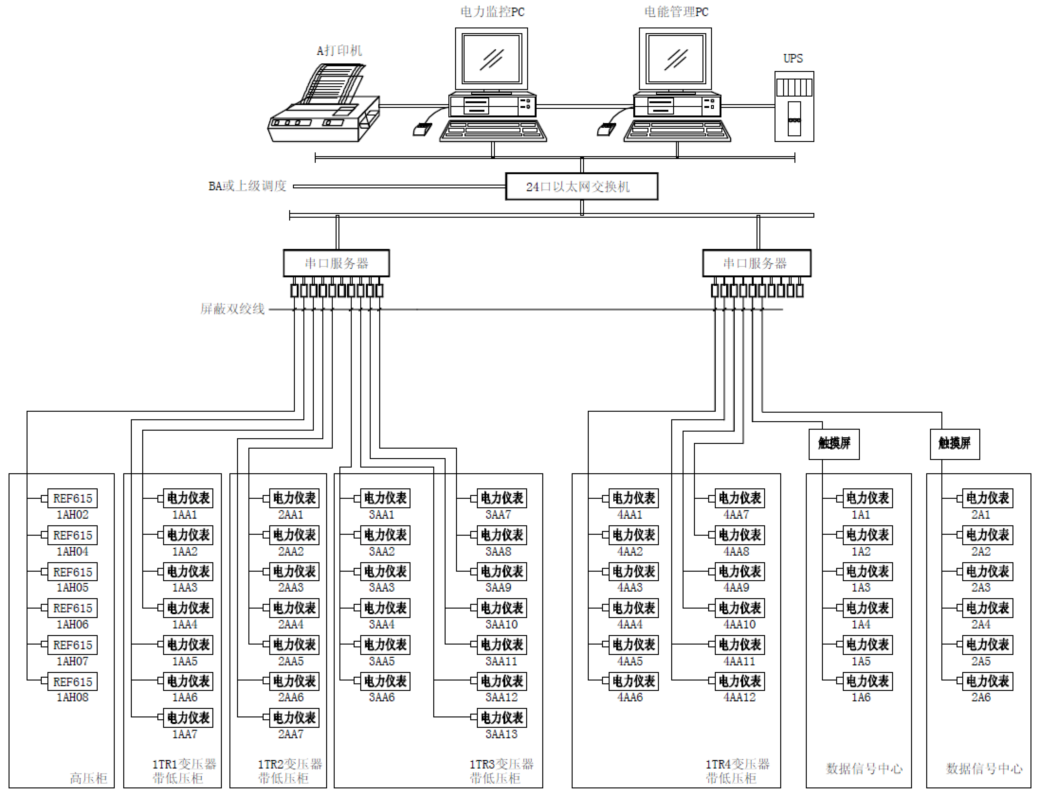 电力监控PC
电能管理PC
A打印机
UPS
BA或上级调度
24口以太网交换机
串口服务器
串口服务器
屏蔽双绞线
触摸屏
触摸屏
REF615
1AH02
REF615
1AH04
REF615
1AH05
REF615
1AH06
REF615
1AH07
REF615
1AH08
高压柜
电力仪表
1AA1
电力仪表
1AA2
电力仪表
1AA3
电力仪表
1AA4
电力仪表
1AA5
电力仪表
1AA6
电力仪表
1AA7
1TR1变压器
带低压柜
电力仪表
2AA1
电力仪表
2AA2
电力仪表
2AA3
电力仪表
2AA4
电力仪表
2AA5
电力仪表
2AA6
电力仪表
2AA7
1TR2变压器
带低压柜
电力仪表
3AA1
电力仪表
3AA2
电力仪表
3AA3
电力仪表
3AA4
电力仪表
3AA5
电力仪表
3AA6
电力仪表
3AA7
电力仪表
3AA8
电力仪表
3AA9
电力仪表
3AA10
电力仪表
3AA11
电力仪表
3AA12
电力仪表
3AA13
1TR3变压器
带低压柜
电力仪表
4AA1
电力仪表
4AA2
电力仪表
4AA3
电力仪表
4AA4
电力仪表
4AA5
电力仪表
4AA6
电力仪表
4AA7
电力仪表
4AA8
电力仪表
4AA9
电力仪表
4AA10
电力仪表
4AA11
电力仪表
4AA12
1TR4变压器
带低压柜
电力仪表
1A1
电力仪表
1A2
电力仪表
1A3
电力仪表
1A4
电力仪表
1A5
电力仪表
1A6
数据信号中心
电力仪表
2A1
电力仪表
2A2
电力仪表
2A3
电力仪表
2A4
电力仪表
2A5
电力仪表
2A6
数据信号中心